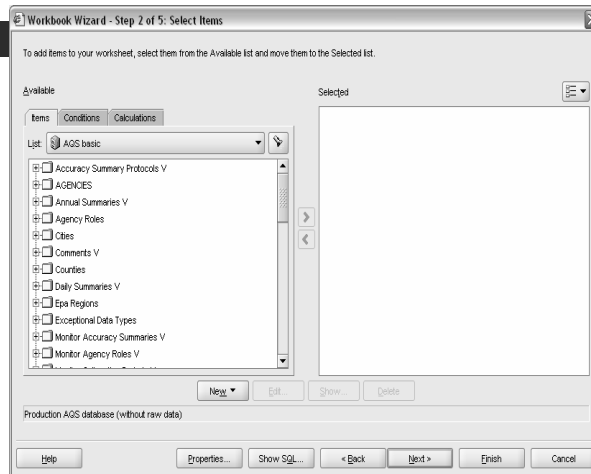 Workbook Wizard - Step 2 of 5: Select Items
To add items to your worksheet, select them from the Available list and move them to the Selected list.
Available
Selected
Items Conditions Calculations
List: AQS basic
Accuracy Summary Protocols V
AGENCIES
Annual Summaries V
Agency Roles
Cities
Comments V
Counties
Daily Summaries V
Epa Regions
Exceptional Data Types
Monitor Accuracy Summaries V
Monitor Agency Roles V
New Edit... Show... Delete
Production AQS database (without raw data)
Help Properties... Show SQL... < Back Next > Finish Cancel